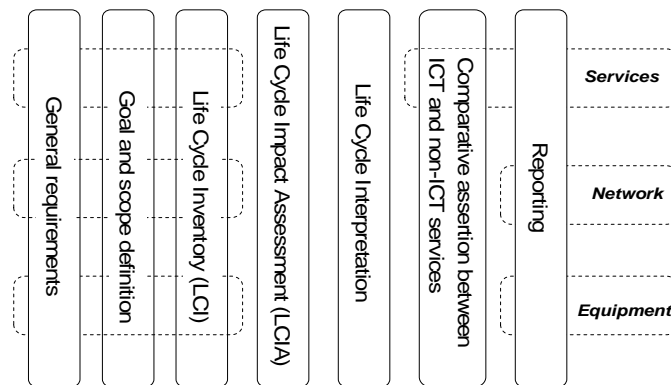 General requirements
Goal and scope definition
Life Cycle Inventory (LCI)
Life Cycle Impact Assessment (LCIA)
Life Cycle Interpretation
Comparative assertion between
ICT and non-ICT services
Reporting
Services
Network
Equipment